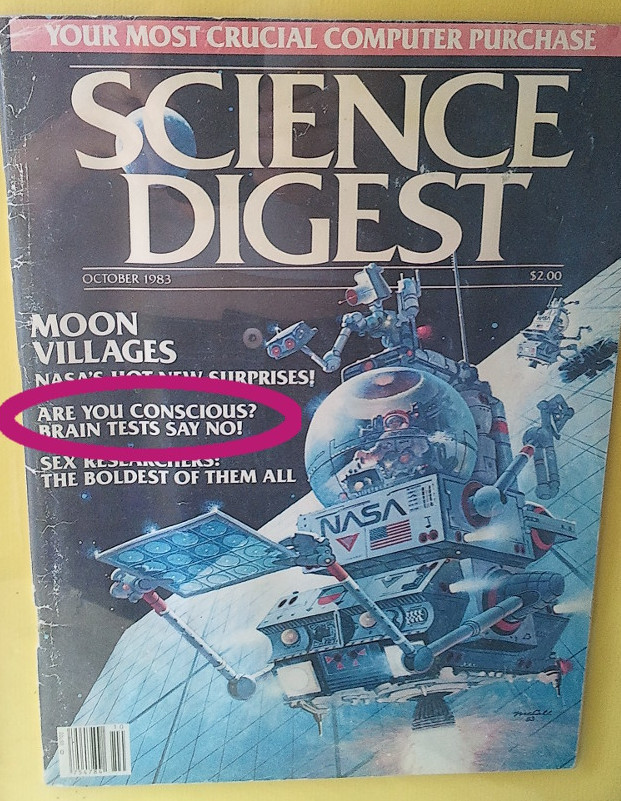 YOUR MOST CRUCIAL COMPUTER PURCHASE
SCIENCE
DIGEST
OCTOBER 1983 $2.00
MOON
VILLAGES
NASA'S HOT NEW SURPRISES!
ARE YOU CONSCIOUS?
BRAIN TESTS SAY NO!
SEX RESEARCHERS:
THE BOLDEST OF THEM ALL
NASA
NASA